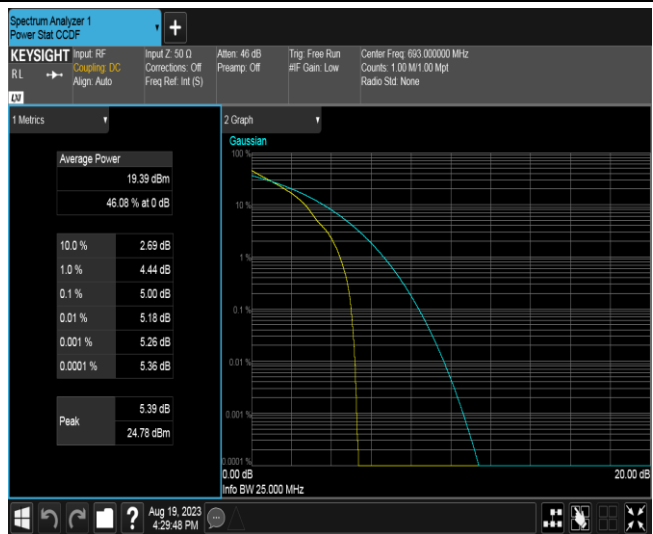 Spectrum Analyzer 1
Power Stat CCDF
+
KEYSIGHT
RL
LXI
Input: RF
Coupling: DC
Align: Auto
Input Z: 50 Ω
Corrections: Off
Freq Ref: Int (S)
Atten: 46 dB
Preamp: Off
Trig: Free Run
#IF Gain: Low
Center Freq: 693.000000 MHz
Counts: 1.00 M/1.00 Mpt
Radio Std: None
1 Metrics
Average Power
19.39 dBm
46.08 % at 0 dB
10.0 % 2.69 dB
1.0 % 4.44 dB
0.1 % 5.00 dB
0.01 % 5.18 dB
0.001 % 5.26 dB
0.0001 % 5.36 dB
Peak 5.39 dB
24.78 dBm
2 Graph
Gaussian
100 %
10 %
1 %
0.1 %
0.01 %
0.001 %
0.0001 %
0.00 dB 20.00 dB
Info BW 25.000 MHz
?
Aug 19, 2023
4:29:48 PM